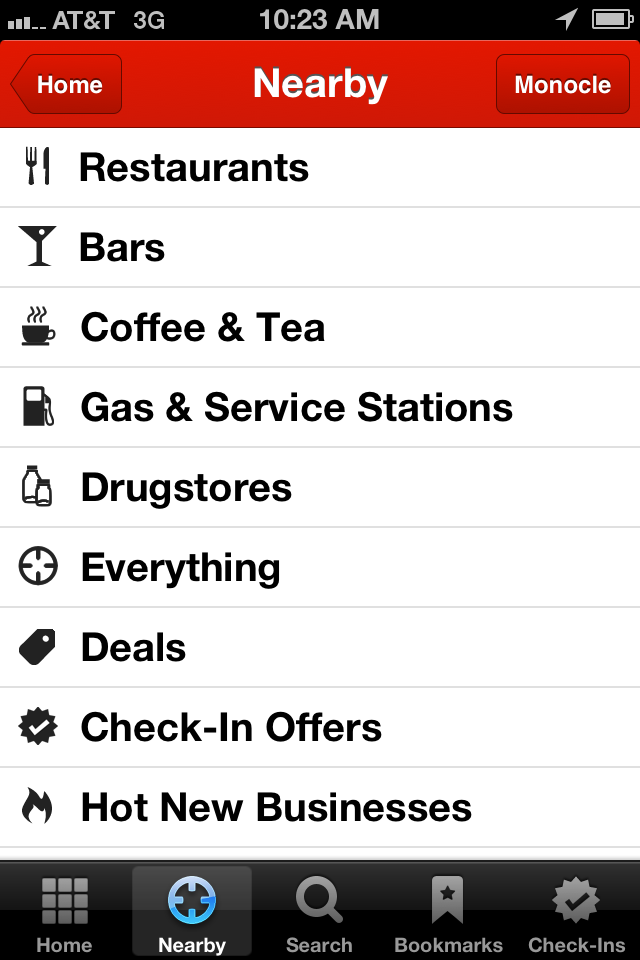 AT&T 3G 10:23 AM
Home Nearby Monocle
Restaurants
Bars
Coffee & Tea
Gas & Service Stations
Drugstores
Everything
Deals
Check-In Offers
Hot New Businesses
Home Nearby Search Bookmarks Check-Ins